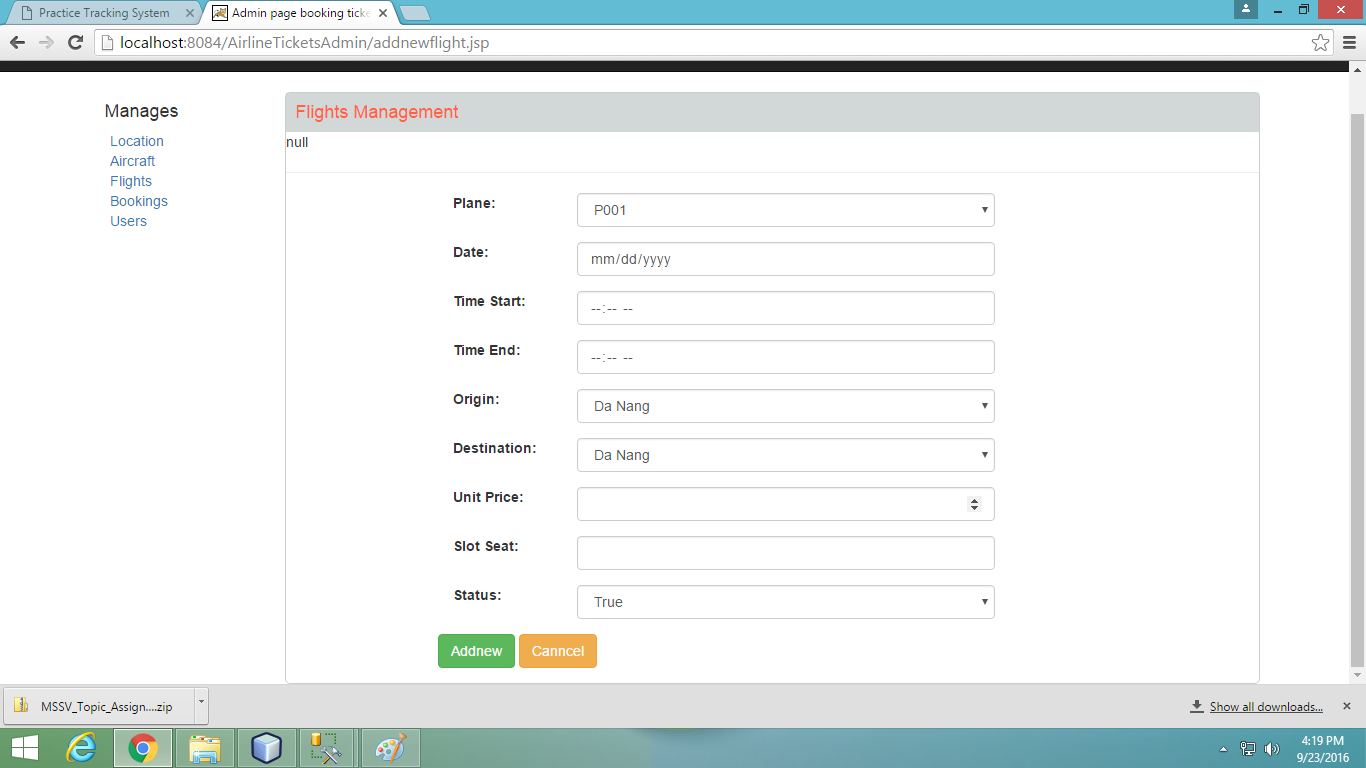 Practice Tracking System
Admin page booking ticke
localhost:8084/AirlineTicketsAdmin/addnewflight.jsp
Manages
Location
Aircraft
Flights
Bookings
Users
Flights Management
null
Plane: P001
Date: mm/dd/yyyy
Time Start: --:-- --
Time End: --:-- --
Origin: Da Nang
Destination: Da Nang
Unit Price:
Slot Seat:
Status: True
Addnew Canncel
MSSV_Topic_Assign....zip
Show all downloads...
4:19 PM
9/23/2016